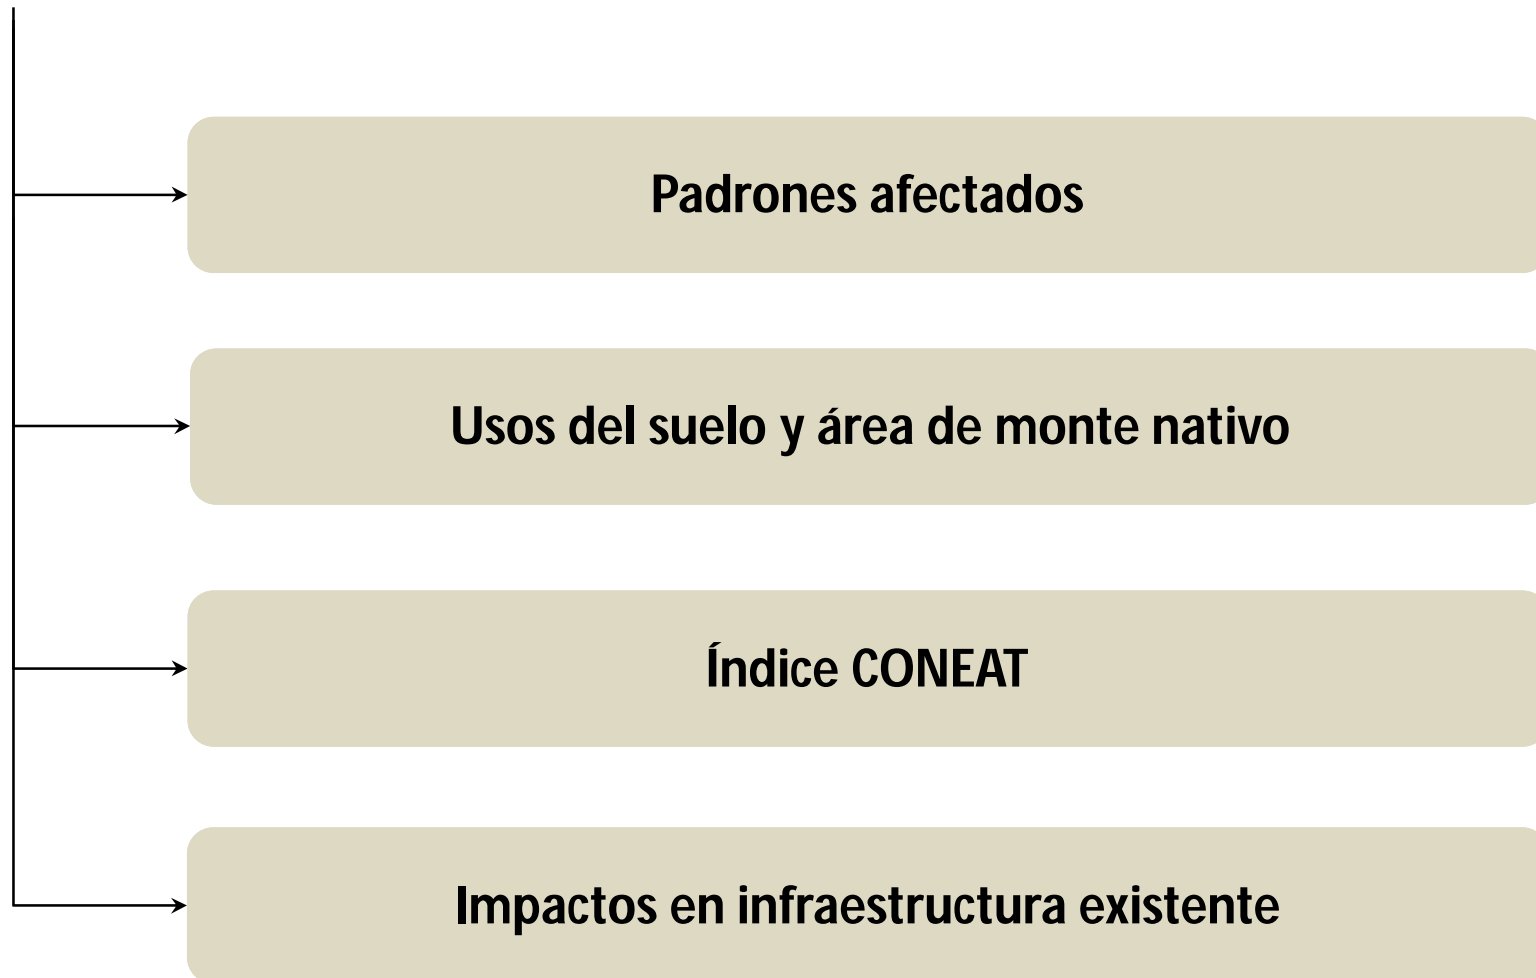 Padrones afectados
Usos del suelo y área de monte nativo
Índice CONEAT
Impactos en infraestructura existente